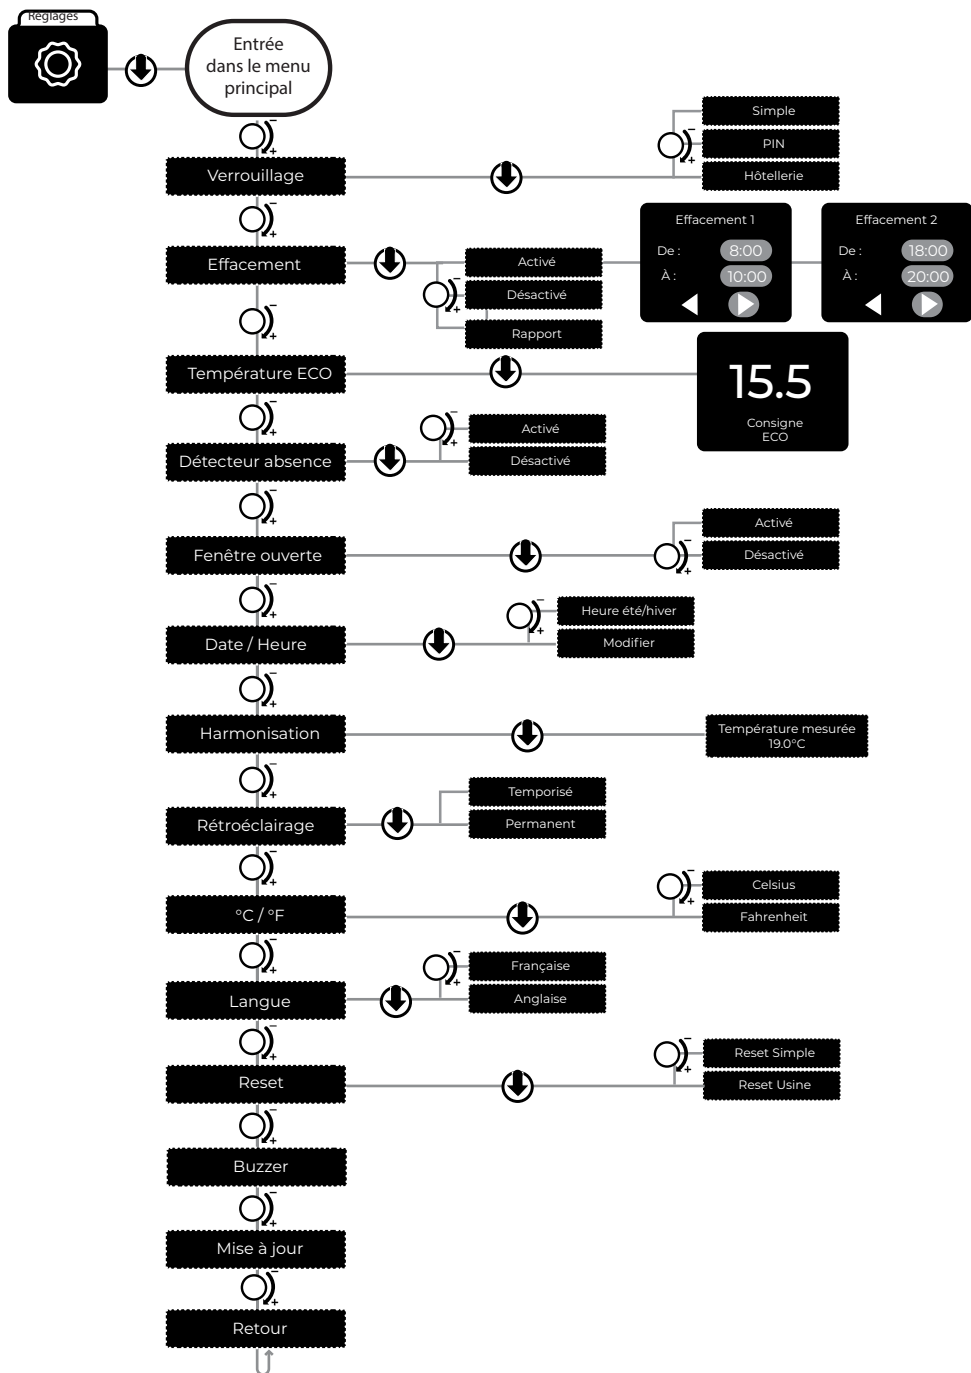 Réglages
Entrée
dans le menu
principal
Verrouillage
Simple
PIN
Hôtellerie
Effacement
Activé
Désactivé
Rapport
Effacement 1
De : 8:00
À : 10:00
Effacement 2
De : 18:00
À : 20:00
Température ECO
15.5
Consigne
ECO
Détecteur absence
Activé
Désactivé
Fenêtre ouverte
Activé
Désactivé
Date / Heure
Heure été/hiver
Modifier
Harmonisation
Température mesurée
19.0°C
Rétroéclairage
Temporisé
Permanent
°C / °F
Celsius
Fahrenheit
Langue
Française
Anglaise
Reset
Reset Simple
Reset Usine
Buzzer
Mise à jour
Retour